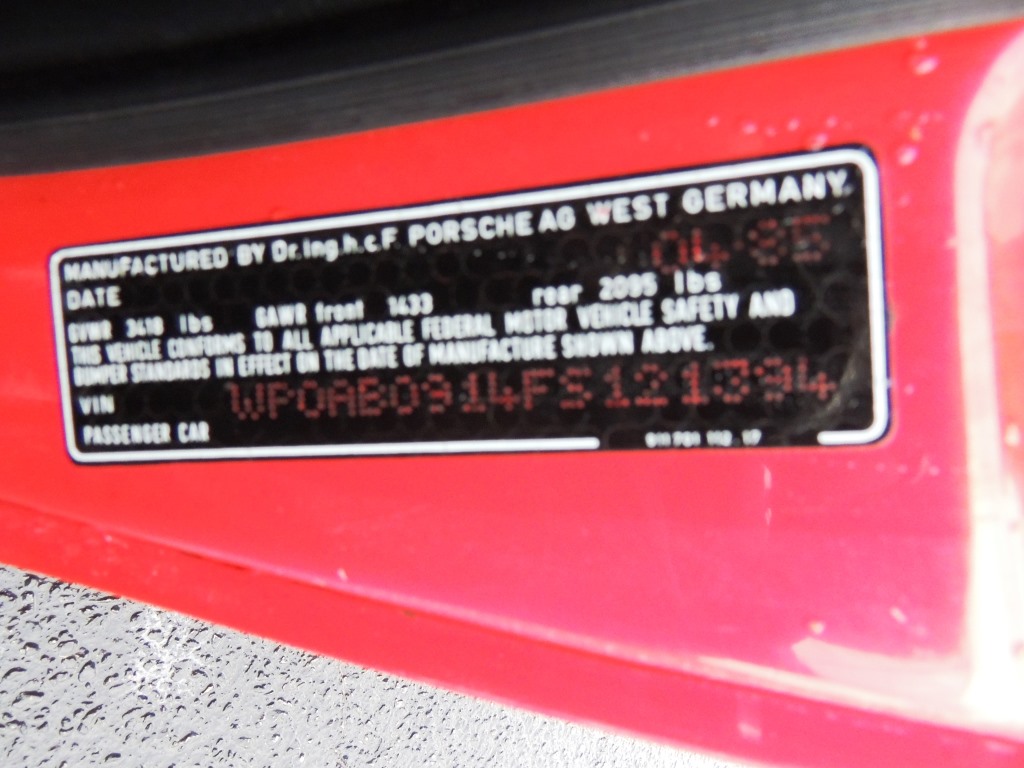 MANUFACTURED BY Dr.ing.h.c.F. PORSCHE AG WEST GERMANY.
DATE 04 85
GVWR 3418 lbs GAWR front 1433 rear 2095 lbs
THIS VEHICLE CONFORMS TO ALL APPLICABLE FEDERAL MOTOR VEHICLE SAFETY AND
BUMPER STANDARDS IN EFFECT ON THE DATE OF MANUFACTURE SHOWN ABOVE.
VIN WP0AB0914FS121394
PASSENGER CAR